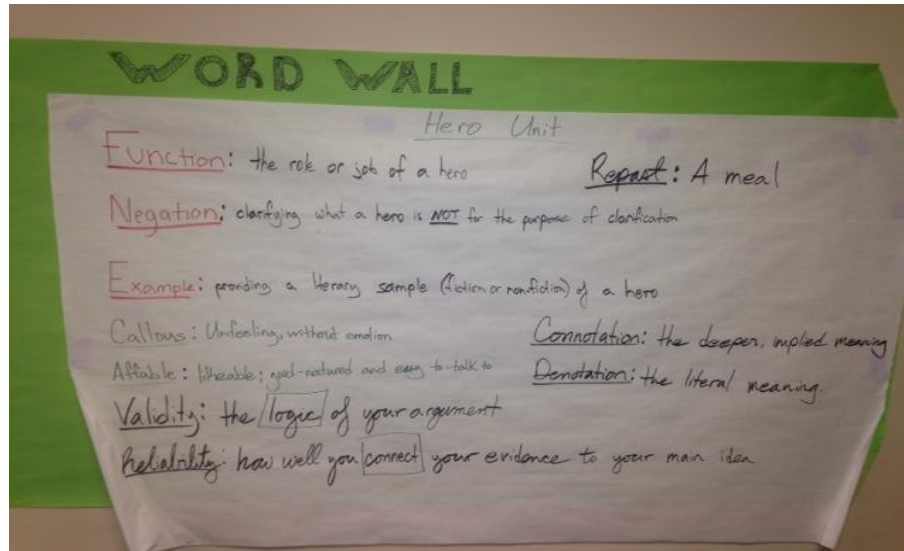 WORD WALL
Hero Unit
Function: the role or job of a hero
Repast: A meal
Negation: clarifying what a hero is NOT for the purpose of clarification
Example: providing a literary sample (fiction or nonfiction) of a hero
Callous: Unfeeling, without emotion
Connotation: the deeper, implied meaning
Affable: likeable; good-natured and easy-to-talk to
Denotation: the literal meaning.
Validity: the logic of your argument
Reliability: how well you connect your evidence to your main idea